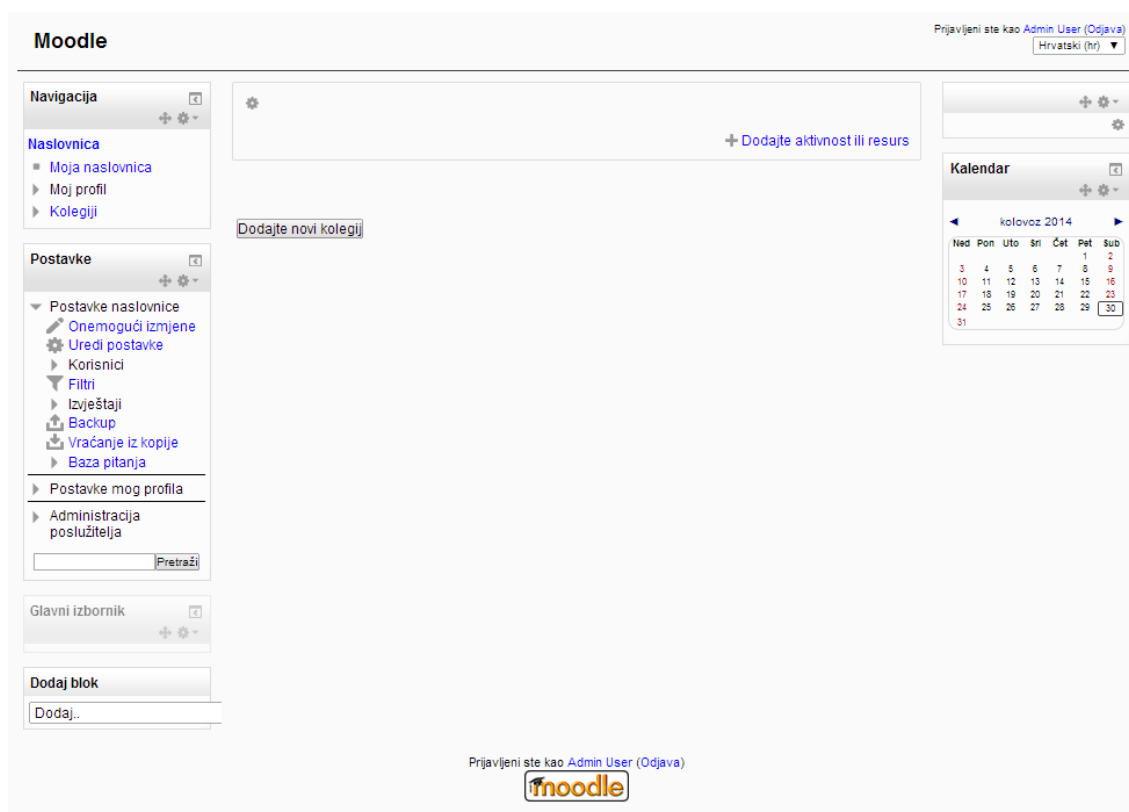 Moodle
Prijavljeni ste kao Admin User (Odjava)
Hrvatski (hr) ▼
Navigacija
Naslovnica
Moja naslovnica
Moj profil
Kolegiji
Postavke
Postavke naslovnice
Onemogući izmjene
Uredi postavke
Korisnici
Filtri
Izvještaji
Backup
Vraćanje iz kopije
Baza pitanja
Postavke mog profila
Administracija
poslužitelja
Pretraži
Glavni izbornik
Dodaj blok
Dodaj..
Dodajte aktivnost ili resurs
Dodajte novi kolegij
Kalendar
◄ kolovoz 2014 ►
Ned Pon Uto Sri Čet Pet Sub
1 2
3 4 5 6 7 8 9
10 11 12 13 14 15 16
17 18 19 20 21 22 23
24 25 26 27 28 29 30
31
Prijavljeni ste kao Admin User (Odjava)
moodle